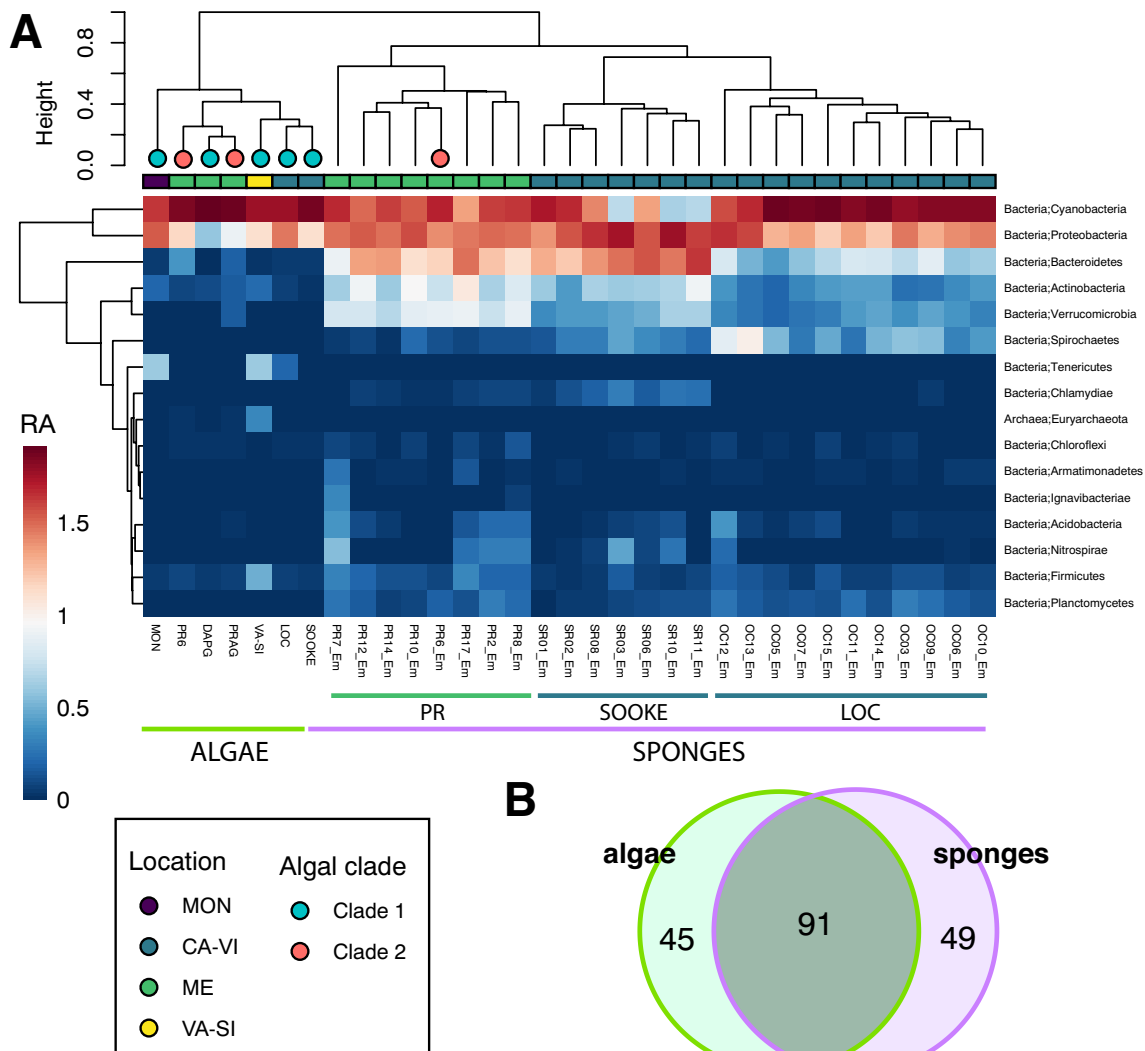 A
Height
0.0
0.4
0.8
Bacteria;Cyanobacteria
Bacteria;Proteobacteria
Bacteria;Bacteroidetes
Bacteria;Actinobacteria
Bacteria;Verrucomicrobia
Bacteria;Spirochaetes
Bacteria;Tenericutes
Bacteria;Chlamydiae
Archaea;Euryarchaeota
Bacteria;Chloroflexi
Bacteria;Armatimonadetes
Bacteria;Ignavibacteriae
Bacteria;Acidobacteria
Bacteria;Nitrospirae
Bacteria;Firmicutes
Bacteria;Planctomycetes
RA
1.5
1
0.5
0
MON
PR6
DAPG
PRAG
VA-SI
LOC
SOOKE
PR7_Em
PR12_Em
PR14_Em
PR10_Em
PR6_Em
PR17_Em
PR2_Em
PR8_Em
SR01_Em
SR02_Em
SR08_Em
SR03_Em
SR06_Em
SR10_Em
SR11_Em
OC12_Em
OC13_Em
OC05_Em
OC07_Em
OC15_Em
OC11_Em
OC14_Em
OC03_Em
OC09_Em
OC06_Em
OC10_Em
PR
SOOKE
LOC
ALGAE
SPONGES
Location
MON
CA-VI
ME
VA-SI
Algal clade
Clade 1
Clade 2
B
algae
sponges
45
91
49